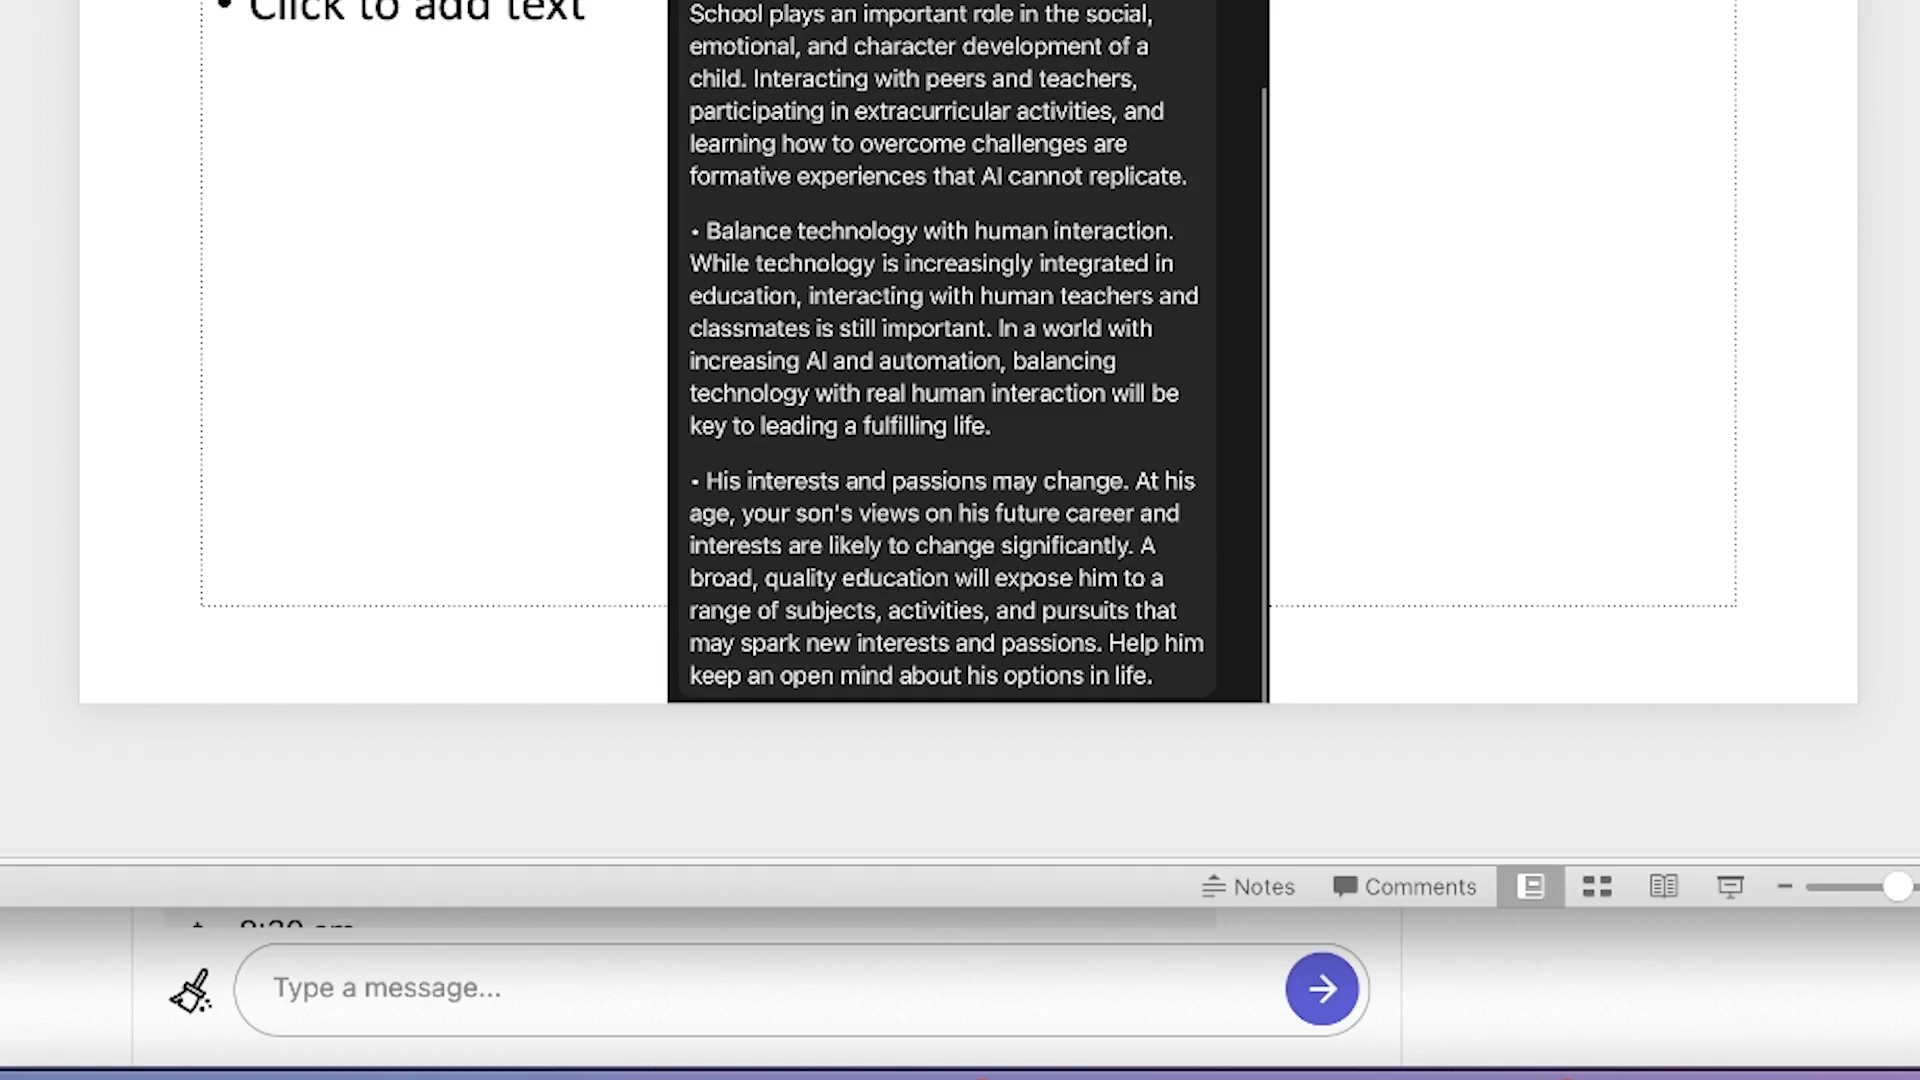 • Click to add text
School plays an important role in the social,
emotional, and character development of a
child. Interacting with peers and teachers,
participating in extracurricular activities, and
learning how to overcome challenges are
formative experiences that AI cannot replicate.
• Balance technology with human interaction.
While technology is increasingly integrated in
education, interacting with human teachers and
classmates is still important. In a world with
increasing AI and automation, balancing
technology with real human interaction will be
key to leading a fulfilling life.
• His interests and passions may change. At his
age, your son's views on his future career and
interests are likely to change significantly. A
broad, quality education will expose him to a
range of subjects, activities, and pursuits that
may spark new interests and passions. Help him
keep an open mind about his options in life.
Notes
Comments
Type a message...